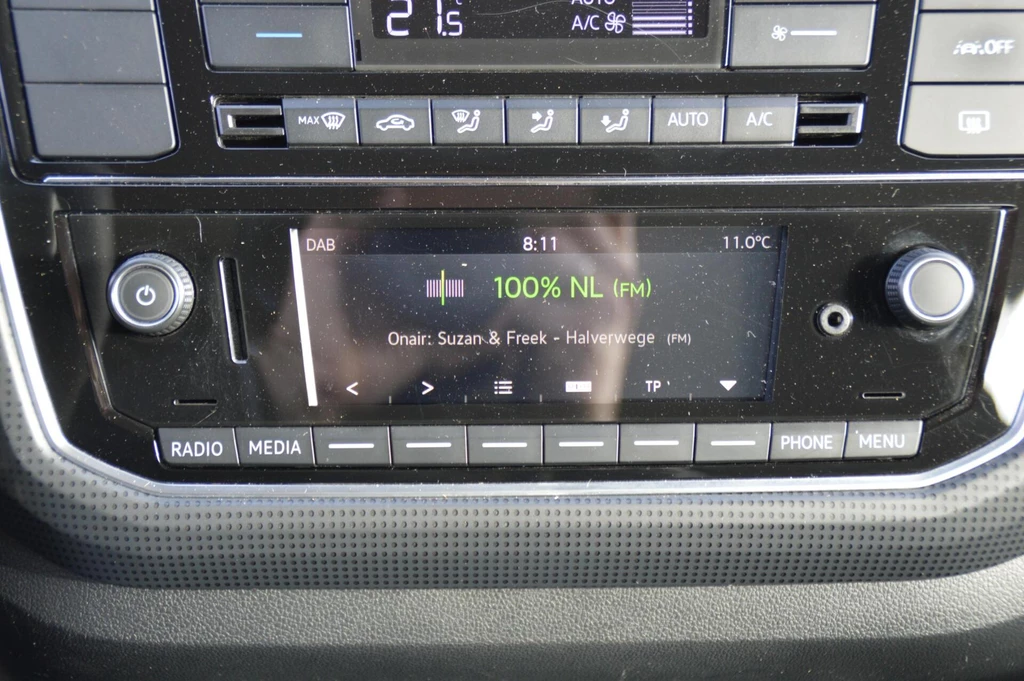 21.5
AUTO
A/C
OFF
MAX
AUTO
A/C
DAB
8:11
11.0°C
100% NL (FM)
Onair: Suzan & Freek - Halverwege (FM)
< > TP
RADIO MEDIA PHONE MENU